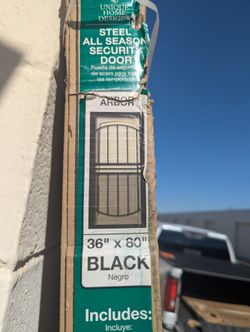 UNIQUE
HOME
DESIGNS
STEEL
ALL SEASON
SECURITY
DOOR
Puerta de seguridad
de acero para todas
las temperaturas
ARBOR
36" x 80"
BLACK
Negro
Includes:
Incluye: